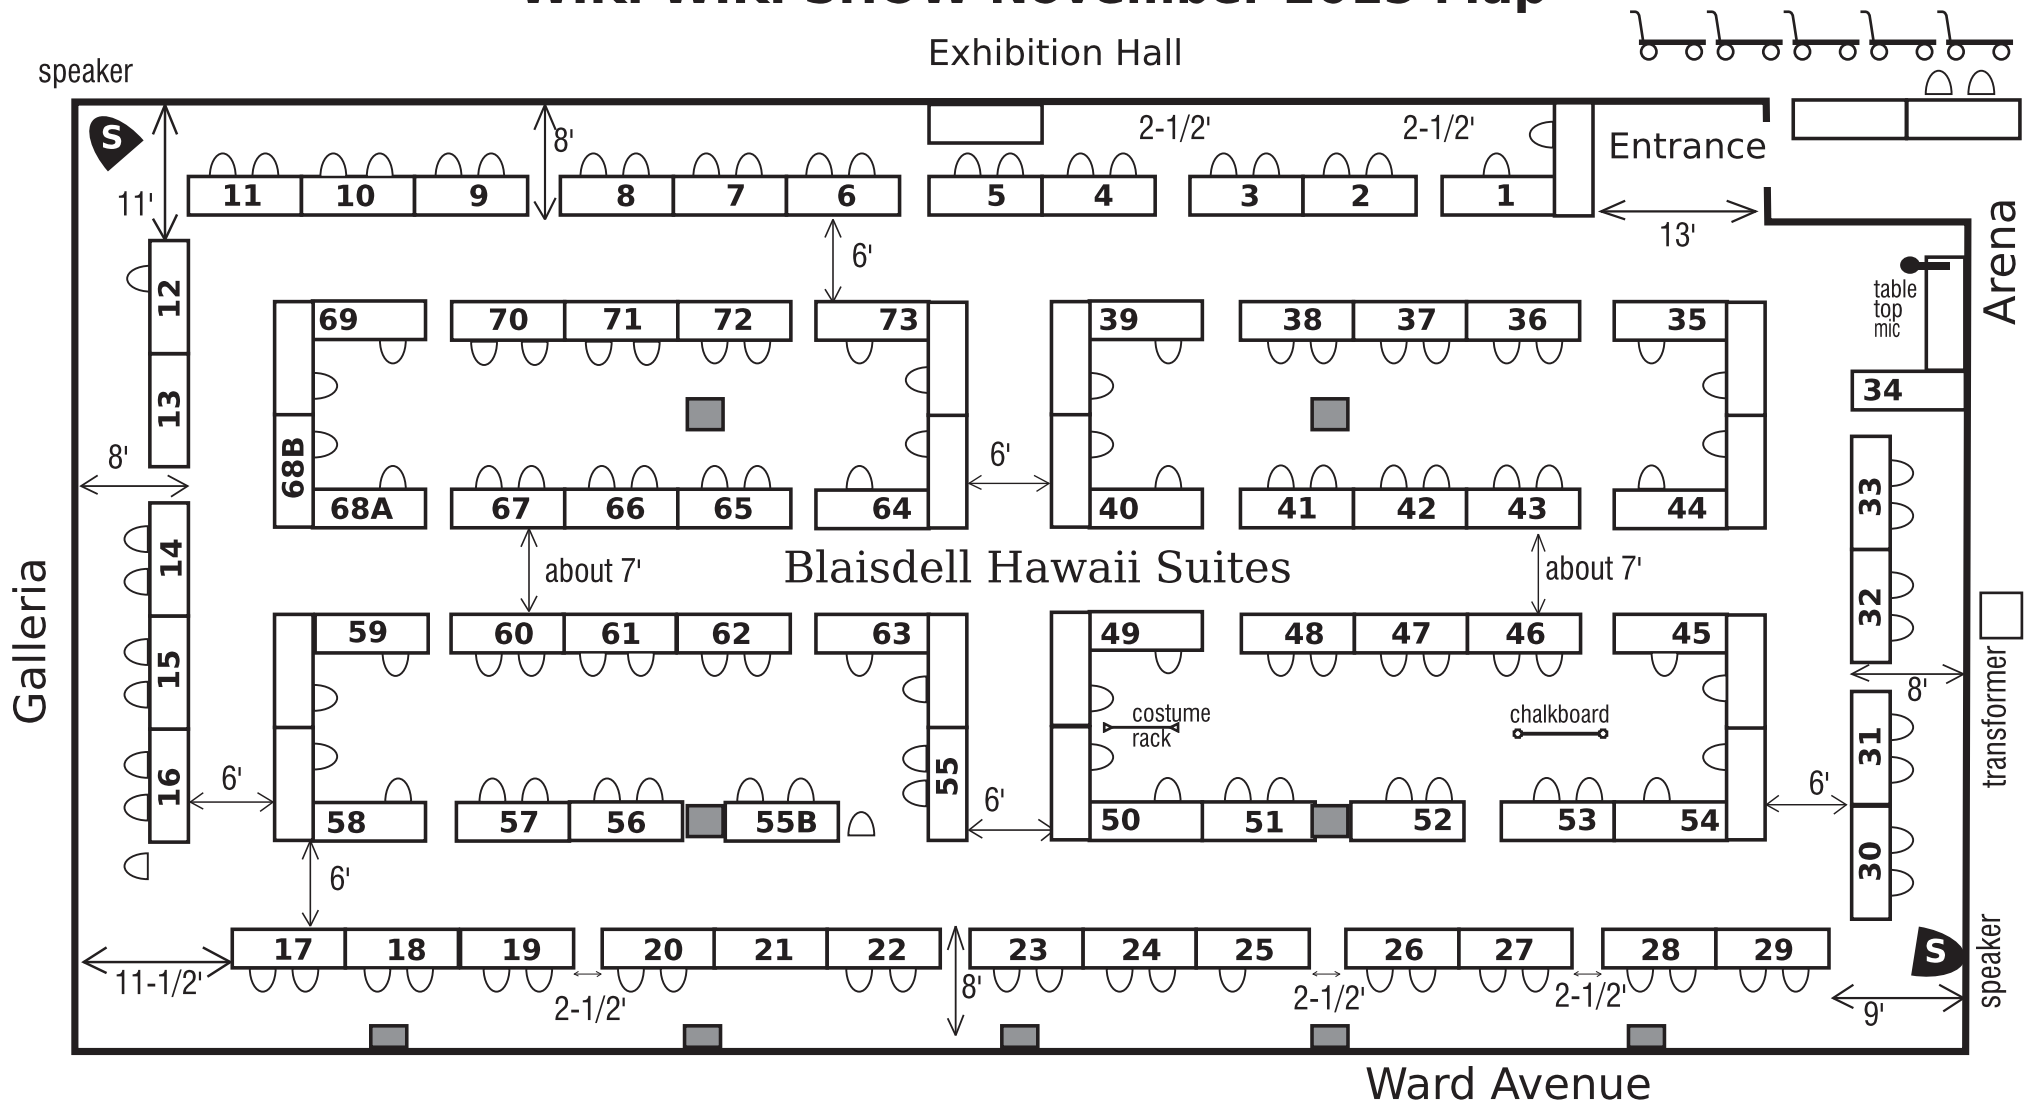 Wiki Wiki Show November 2013 Map
Exhibition Hall
speaker
S
8'
2-1/2'
2-1/2'
Entrance
11'
11 10 9 8 7 6 5 4 3 2 1
13'
Arena
6'
table
top
mic
12
69 70 71 72 73 39 38 37 36 35
34
13
8'
68B
6'
33
68A 67 66 65 64 40 41 42 43 44
14
about 7'
Blaisdell Hawaii Suites
about 7'
32
Galleria
59 60 61 62 63 49 48 47 46 45
15
8'
transformer
costume
rack
chalkboard
31
16
6'
55
6'
6'
58 57 56 55B 50 51 52 53 54
30
6'
17 18 19 20 21 22 23 24 25 26 27 28 29
S
speaker
11-1/2'
2-1/2'
8'
2-1/2'
2-1/2'
9'
Ward Avenue